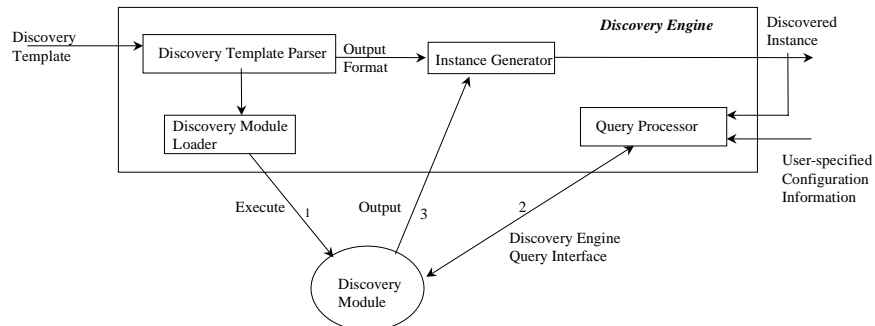 Discovery
Template
Discovery Template Parser
Output
Format
Instance Generator
Discovery Engine
Discovered
Instance
Discovery Module
Loader
Query Processor
User-specified
Configuration
Information
Execute
1
Output
3
2
Discovery Engine
Query Interface
Discovery
Module